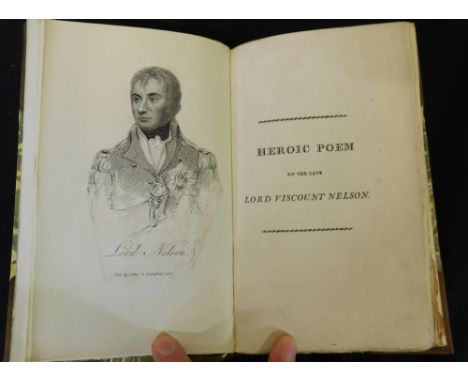 Lord Nelson.
HEROIC POEM
ON THE LATE
LORD VISCOUNT NELSON.